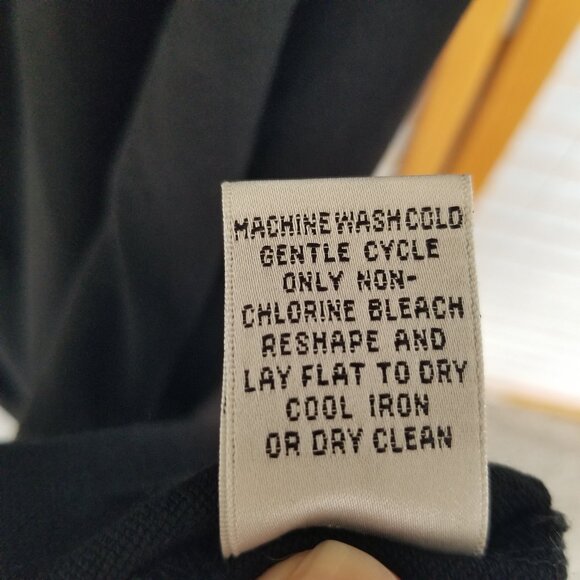 MACHINE WASH COLD
GENTLE CYCLE
ONLY NON-
CHLORINE BLEACH
RESHAPE AND
LAY FLAT TO DRY
COOL IRON
OR DRY CLEAN